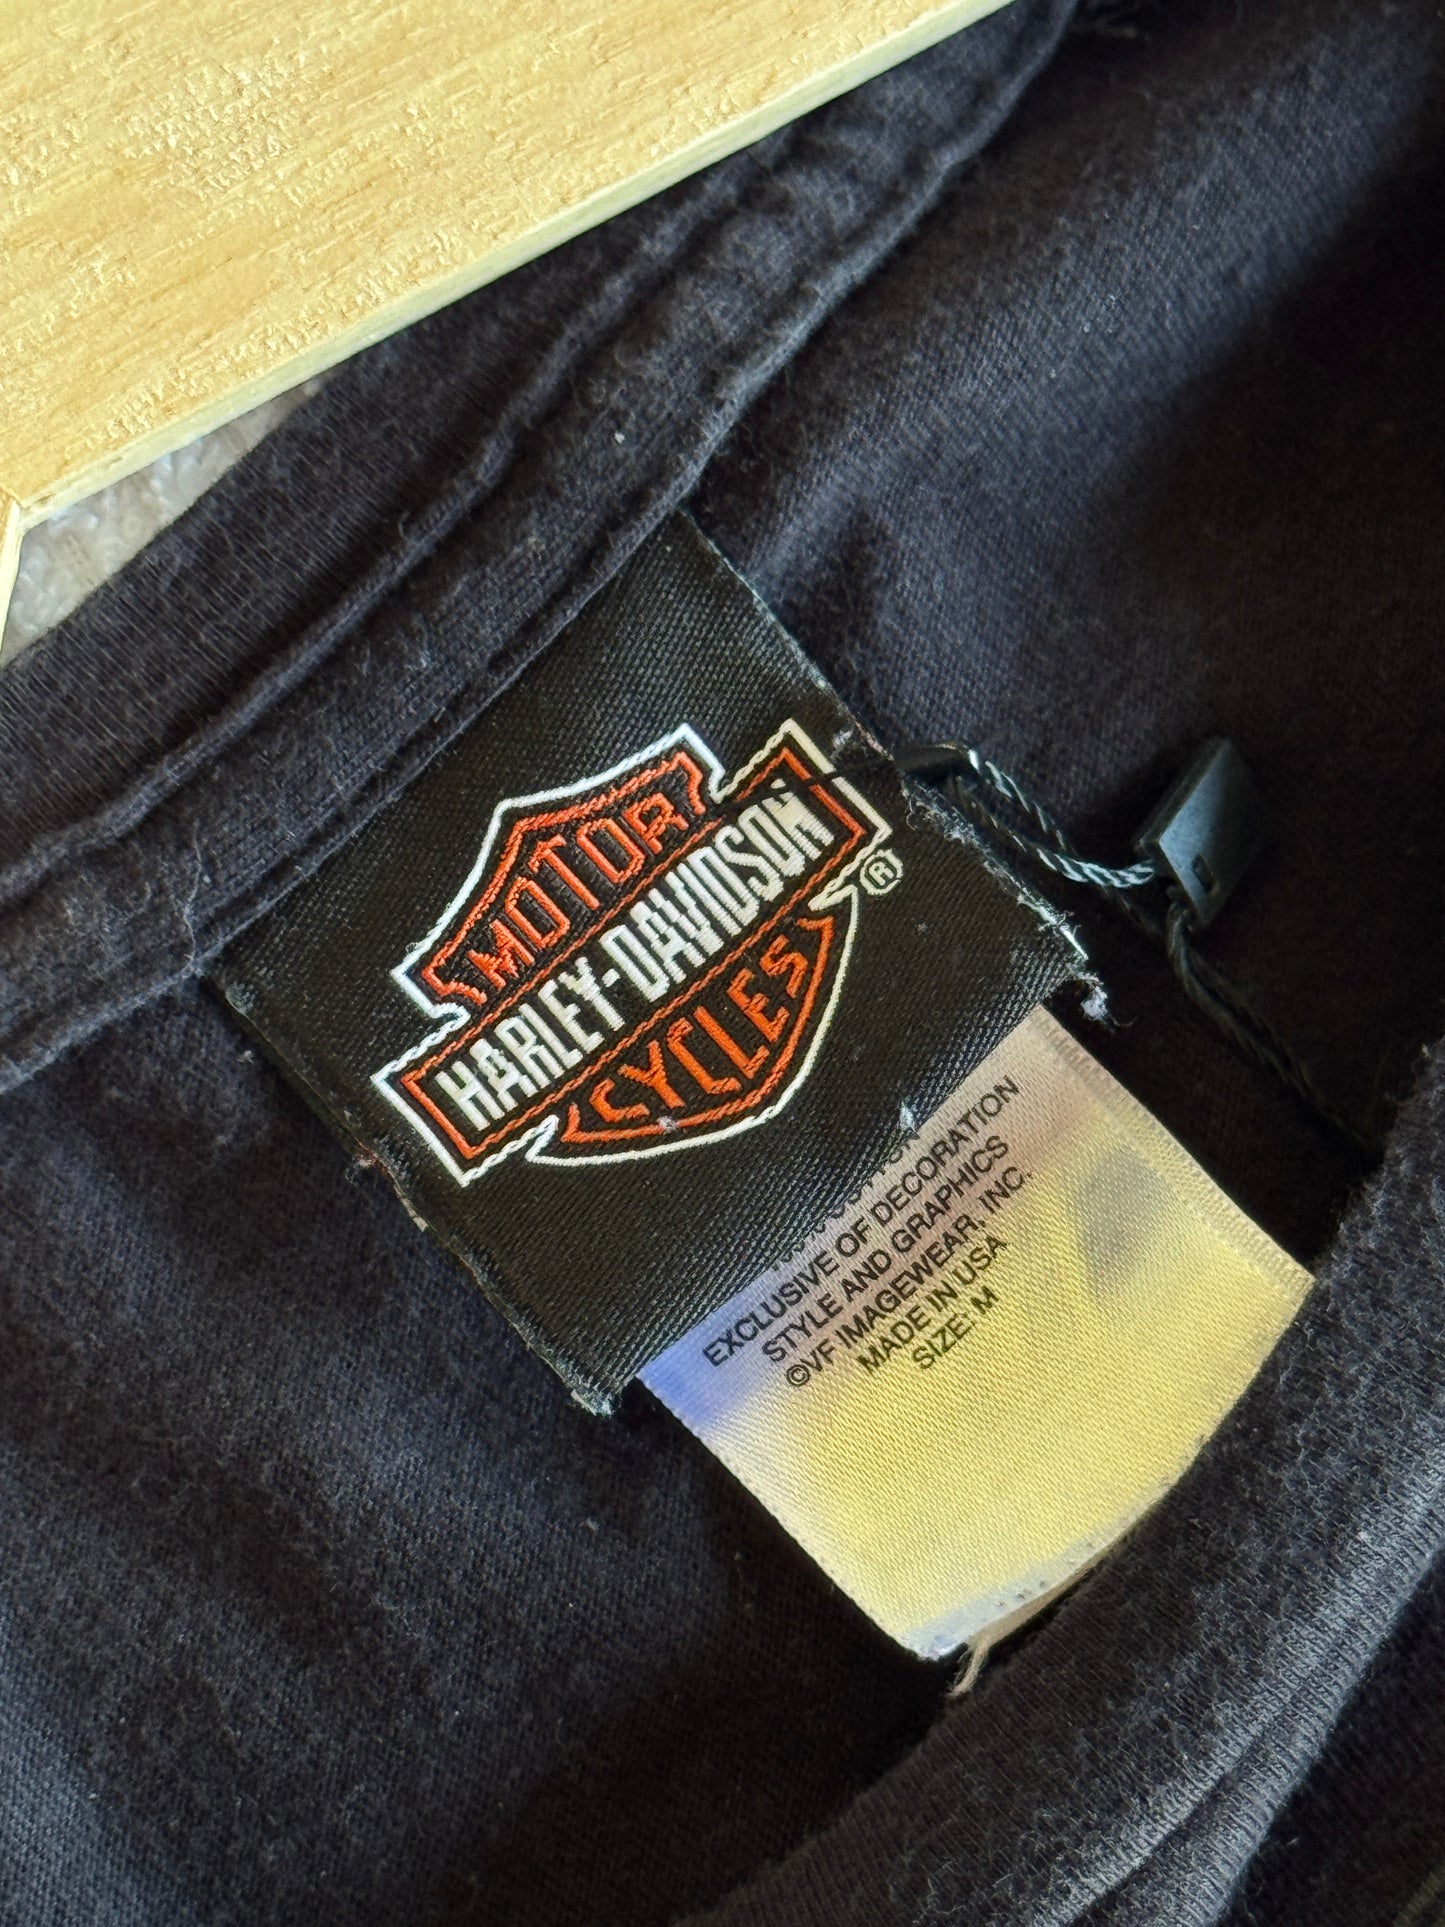 MOTOR
HARLEY-DAVIDSON
CYCLES
®
EXCLUSIVE OF DECORATION
STYLE AND GRAPHICS
©VF IMAGEWEAR, INC.
MADE IN USA
SIZE: M